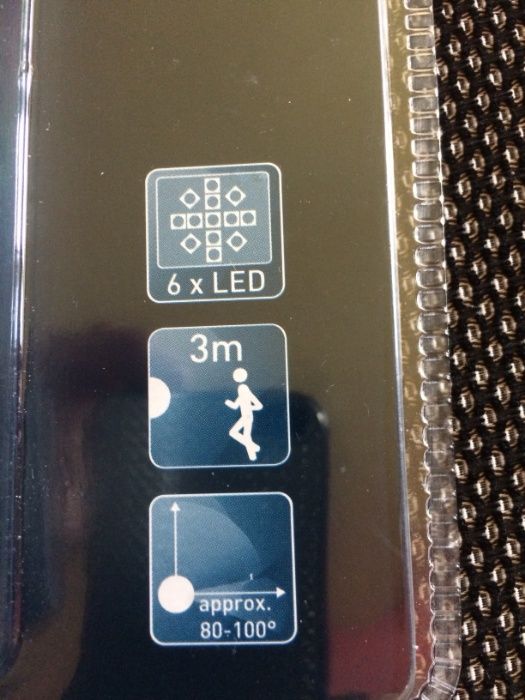 6 x LED
3m
approx.
80-100°